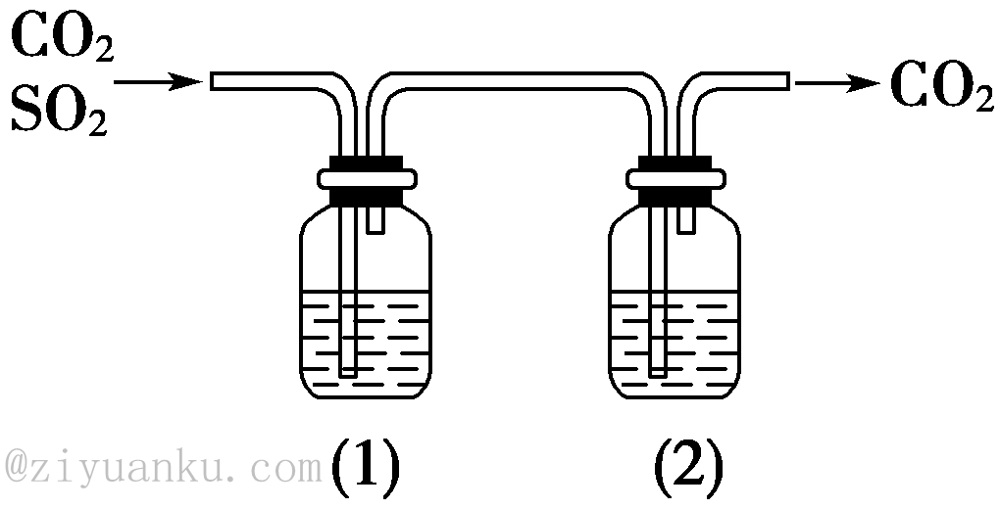 CO₂
SO₂
CO₂
(1)
(2)
@ziyuanku.com